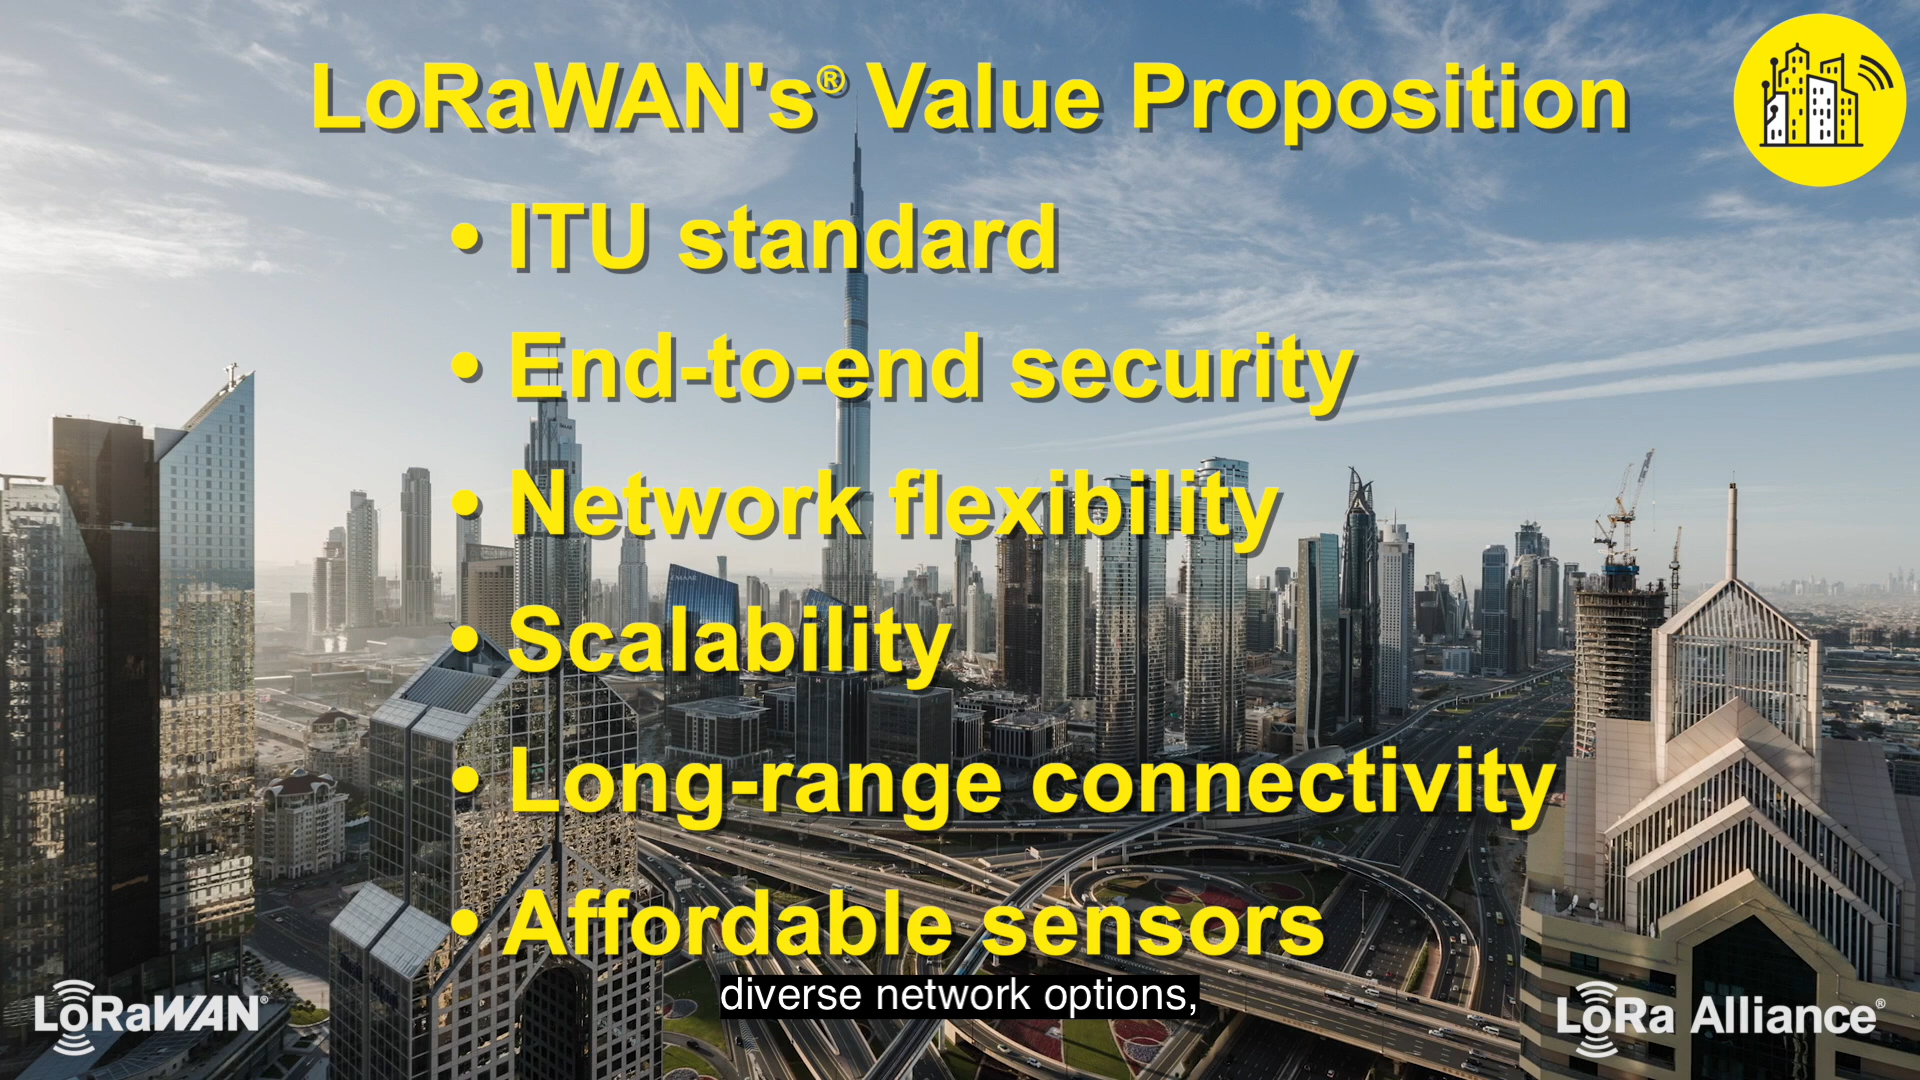 LoRaWAN's® Value Proposition
• ITU standard
• End-to-end security
• Network flexibility
EMAAR
• Scalability
• Long-range connectivity
• Affordable sensors
diverse network options,
LoRaWAN®
LoRa Alliance®